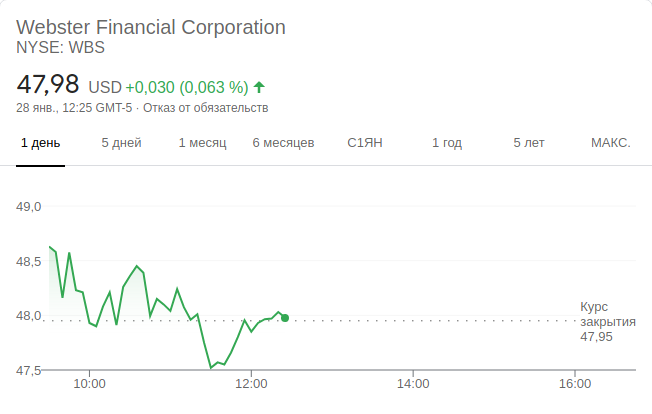 Webster Financial Corporation
NYSE: WBS
47,98 USD +0,030 (0,063 %)
28 янв., 12:25 GMT-5 · Отказ от обязательств
1 день 5 дней 1 месяц 6 месяцев С1ЯН 1 год 5 лет МАКС.
49,0
48,5
48,0
47,5
Курс
закрытия
47,95
10:00 12:00 14:00 16:00